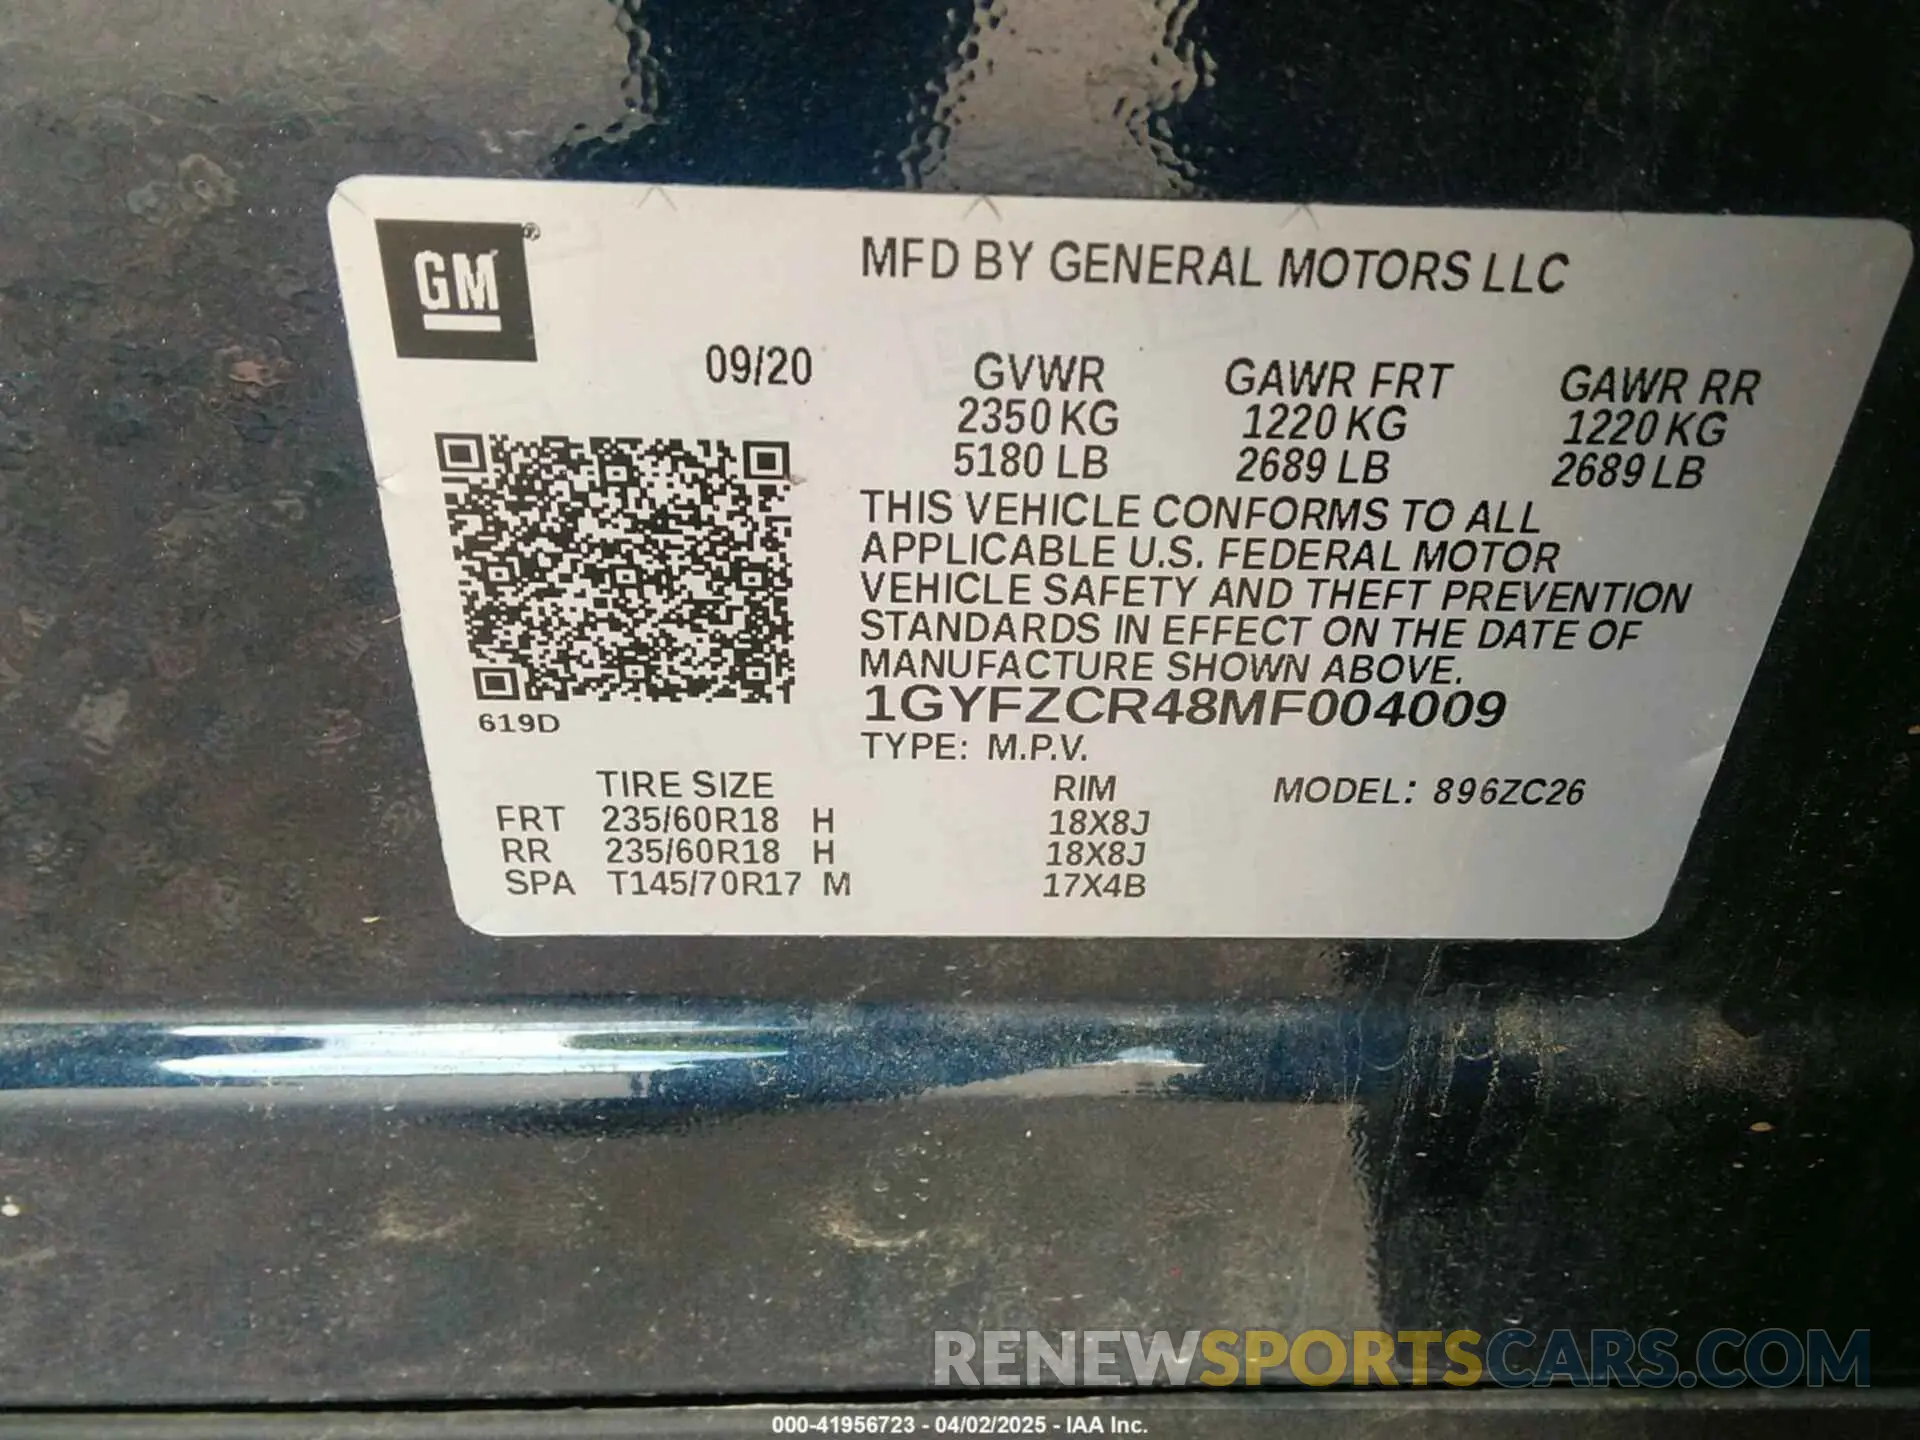 GM ®
MFD BY GENERAL MOTORS LLC
09/20 GVWR GAWR FRT GAWR RR
2350 KG 1220 KG 1220 KG
5180 LB 2689 LB 2689 LB
THIS VEHICLE CONFORMS TO ALL
APPLICABLE U.S. FEDERAL MOTOR
VEHICLE SAFETY AND THEFT PREVENTION
STANDARDS IN EFFECT ON THE DATE OF
MANUFACTURE SHOWN ABOVE.
1GYFZCR48MF004009
619D
TYPE: M.P.V.
TIRE SIZE RIM MODEL: 896ZC26
FRT 235/60R18 H 18X8J
RR 235/60R18 H 18X8J
SPA T145/70R17 M 17X4B
RENEWSPORTSCARS.COM
000-41956723 - 04/02/2025 - IAA Inc.